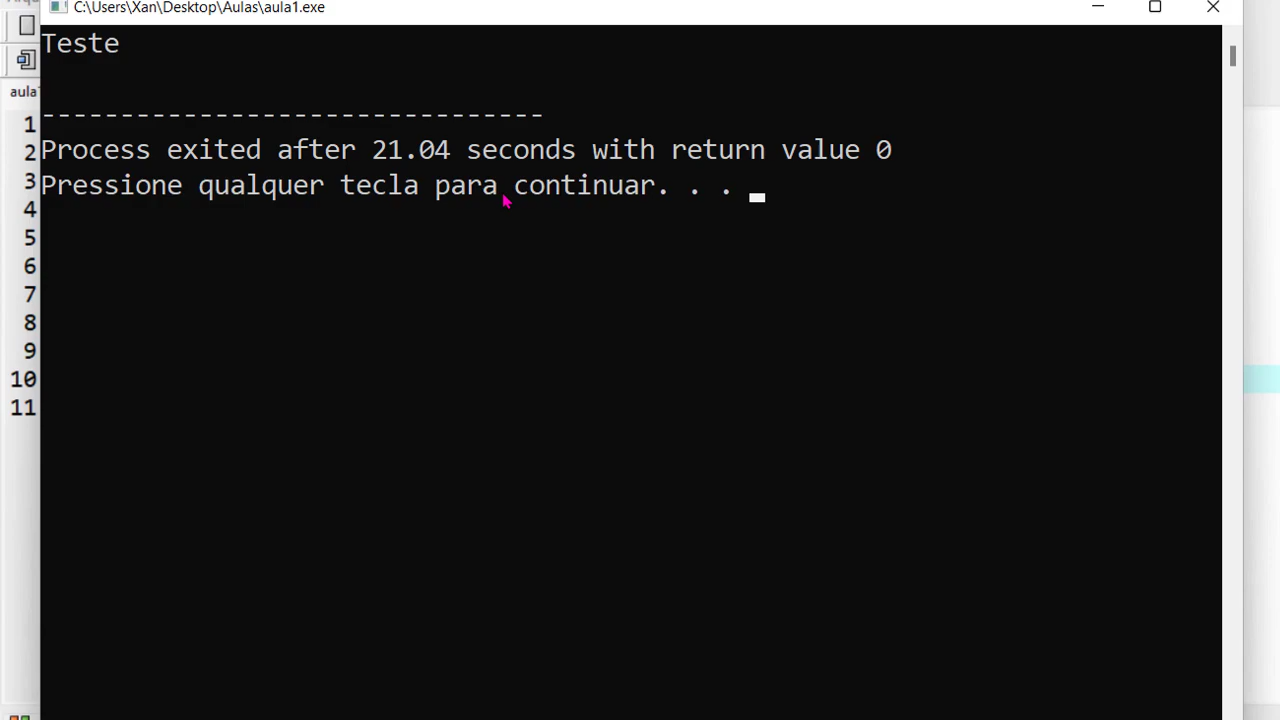 C:\Users\Xan\Desktop\Aulas\aula1.exe
Teste
--------------------------------
Process exited after 21.04 seconds with return value 0
Pressione qualquer tecla para continuar. . .
aula
1
2
3
4
5
6
7
8
9
10
11